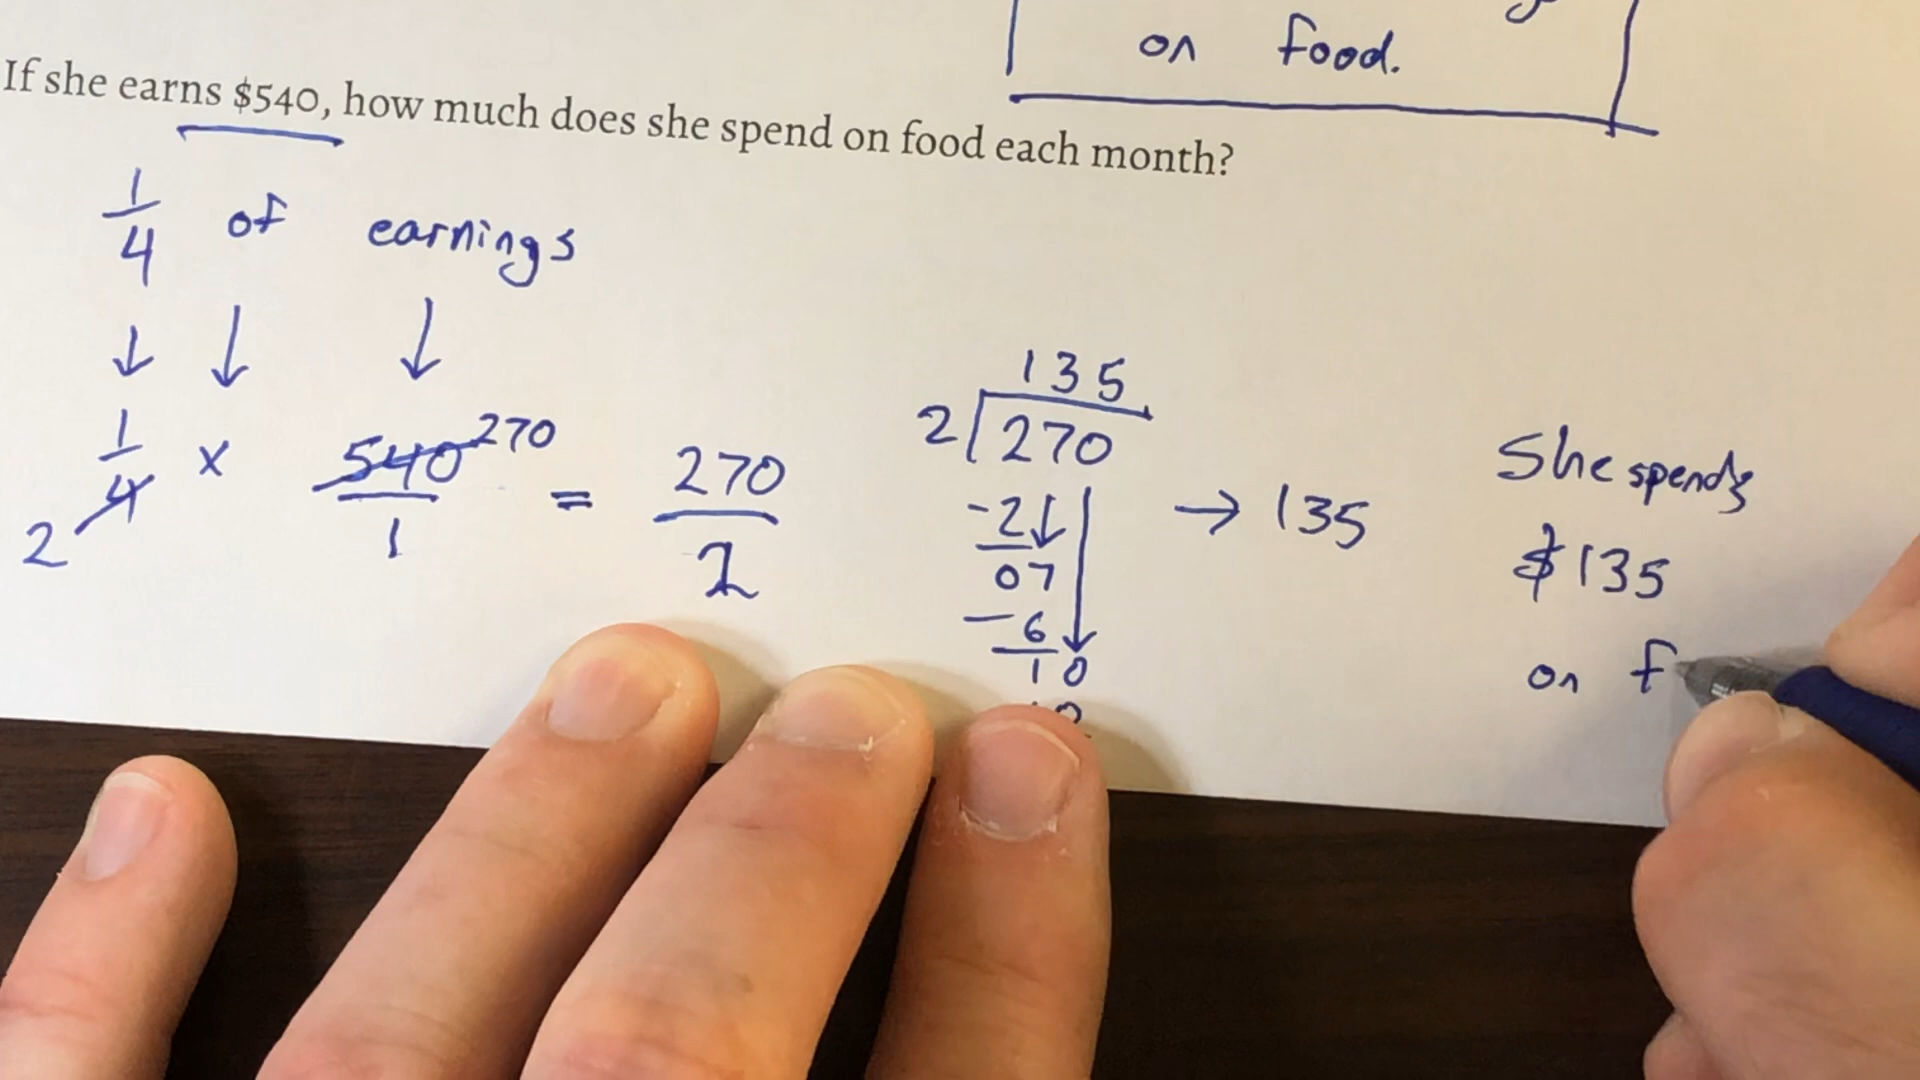 on food.
If she earns $540, how much does she spend on food each month?
1/4 of earnings
↓ ↓ ↓
1/4 2 × 540/1 270 = 270/2
135
2 270
-2↓
07
-6
10
→ 135
She spends
$135
on f